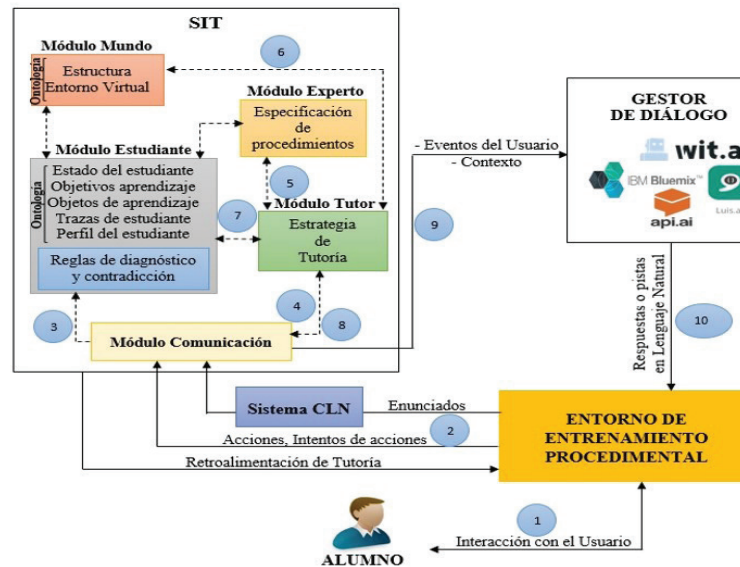 SIT
Módulo Mundo
Ontología
Estructura
Entorno Virtual
6
Módulo Experto
Especificación
de
procedimientos
Módulo Estudiante
Ontología
Estado del estudiante
Objetivos aprendizaje
Objetos de aprendizaje
Trazas de estudiante
Perfil del estudiante
Reglas de diagnóstico
y contradicción
5
7
Módulo Tutor
Estrategia
de
Tutoría
3
4
8
Módulo Comunicación
- Eventos del Usuario
- Contexto
9
GESTOR
DE DIÁLOGO
wit.a
IBM Bluemix™
api.ai
Luis.a
Respuestas o pistas
en Lenguaje Natural
10
Sistema CLN
Enunciados
2
Acciones, Intentos de acciones
Retroalimentación de Tutoría
ENTORNO DE
ENTRENAMIENTO
PROCEDIMENTAL
1
Interacción con el Usuario
ALUMNO